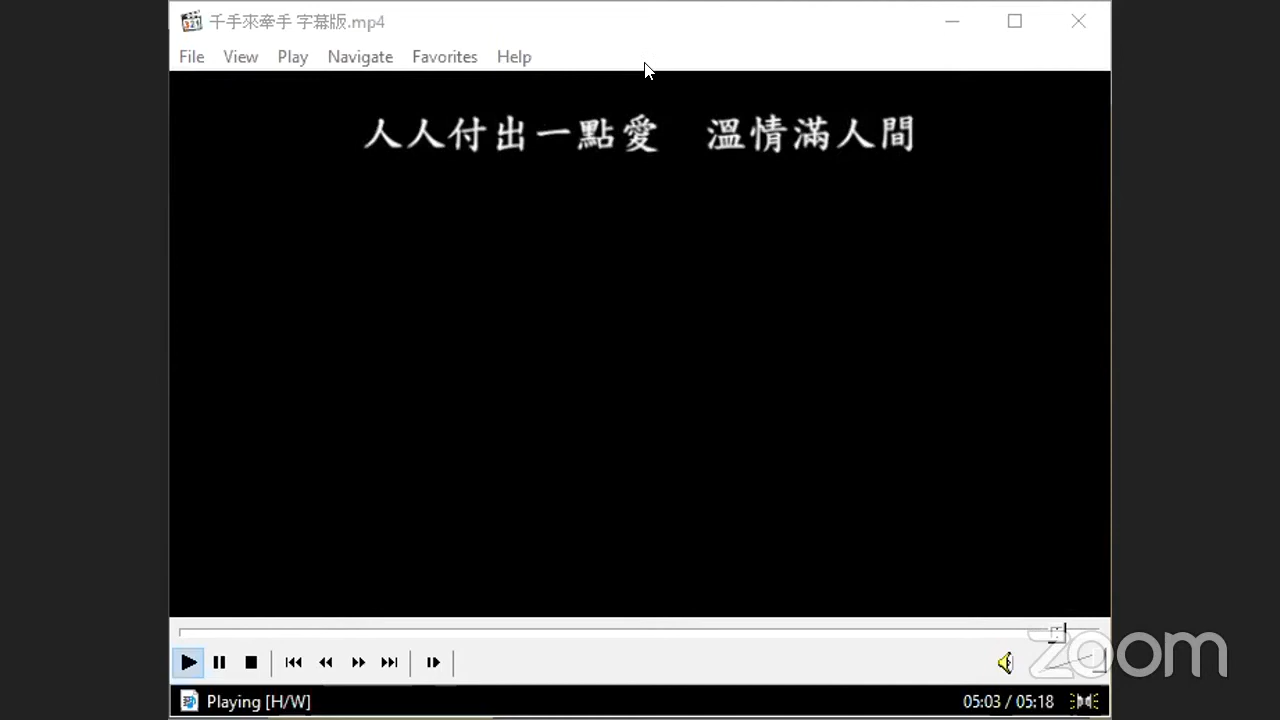 千手來牽手 字幕版.mp4
File View Play Navigate Favorites Help
人人付出一點愛 溫情滿人間
zoom
Playing [H/W] 05:03 / 05:18